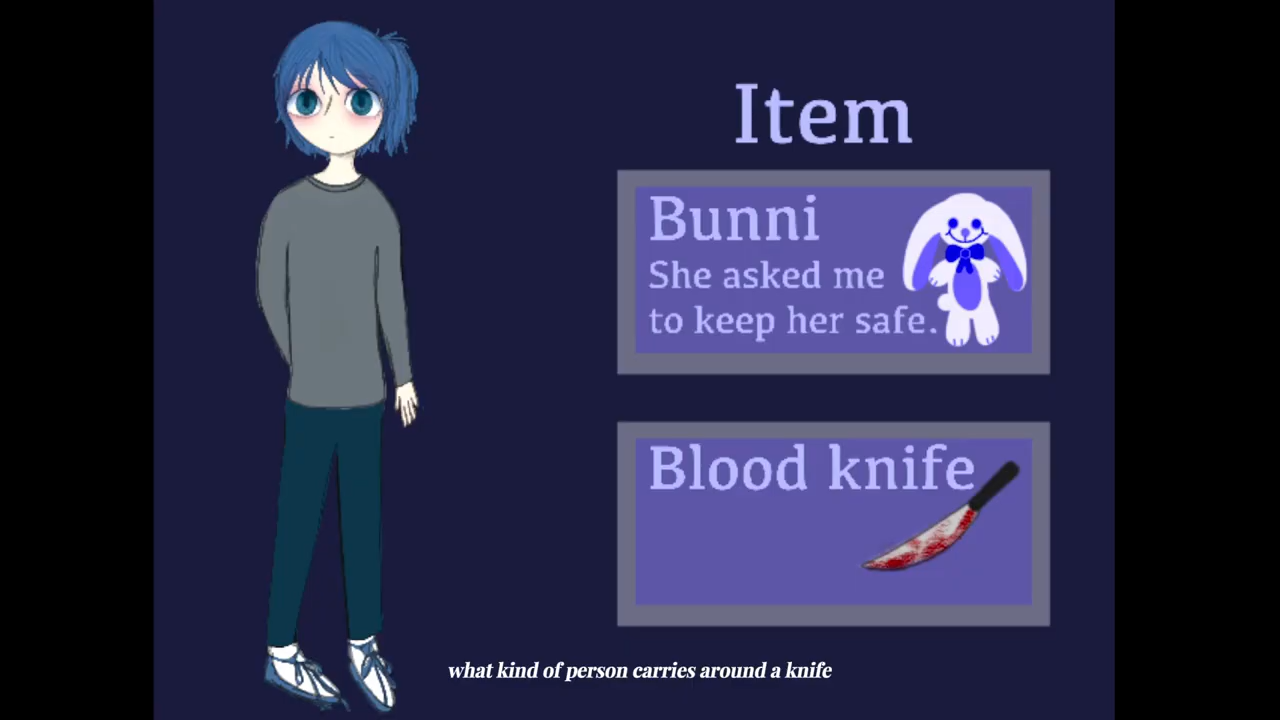 Item
Bunni
She asked me
to keep her safe.
Blood knife
what kind of person carries around a knife